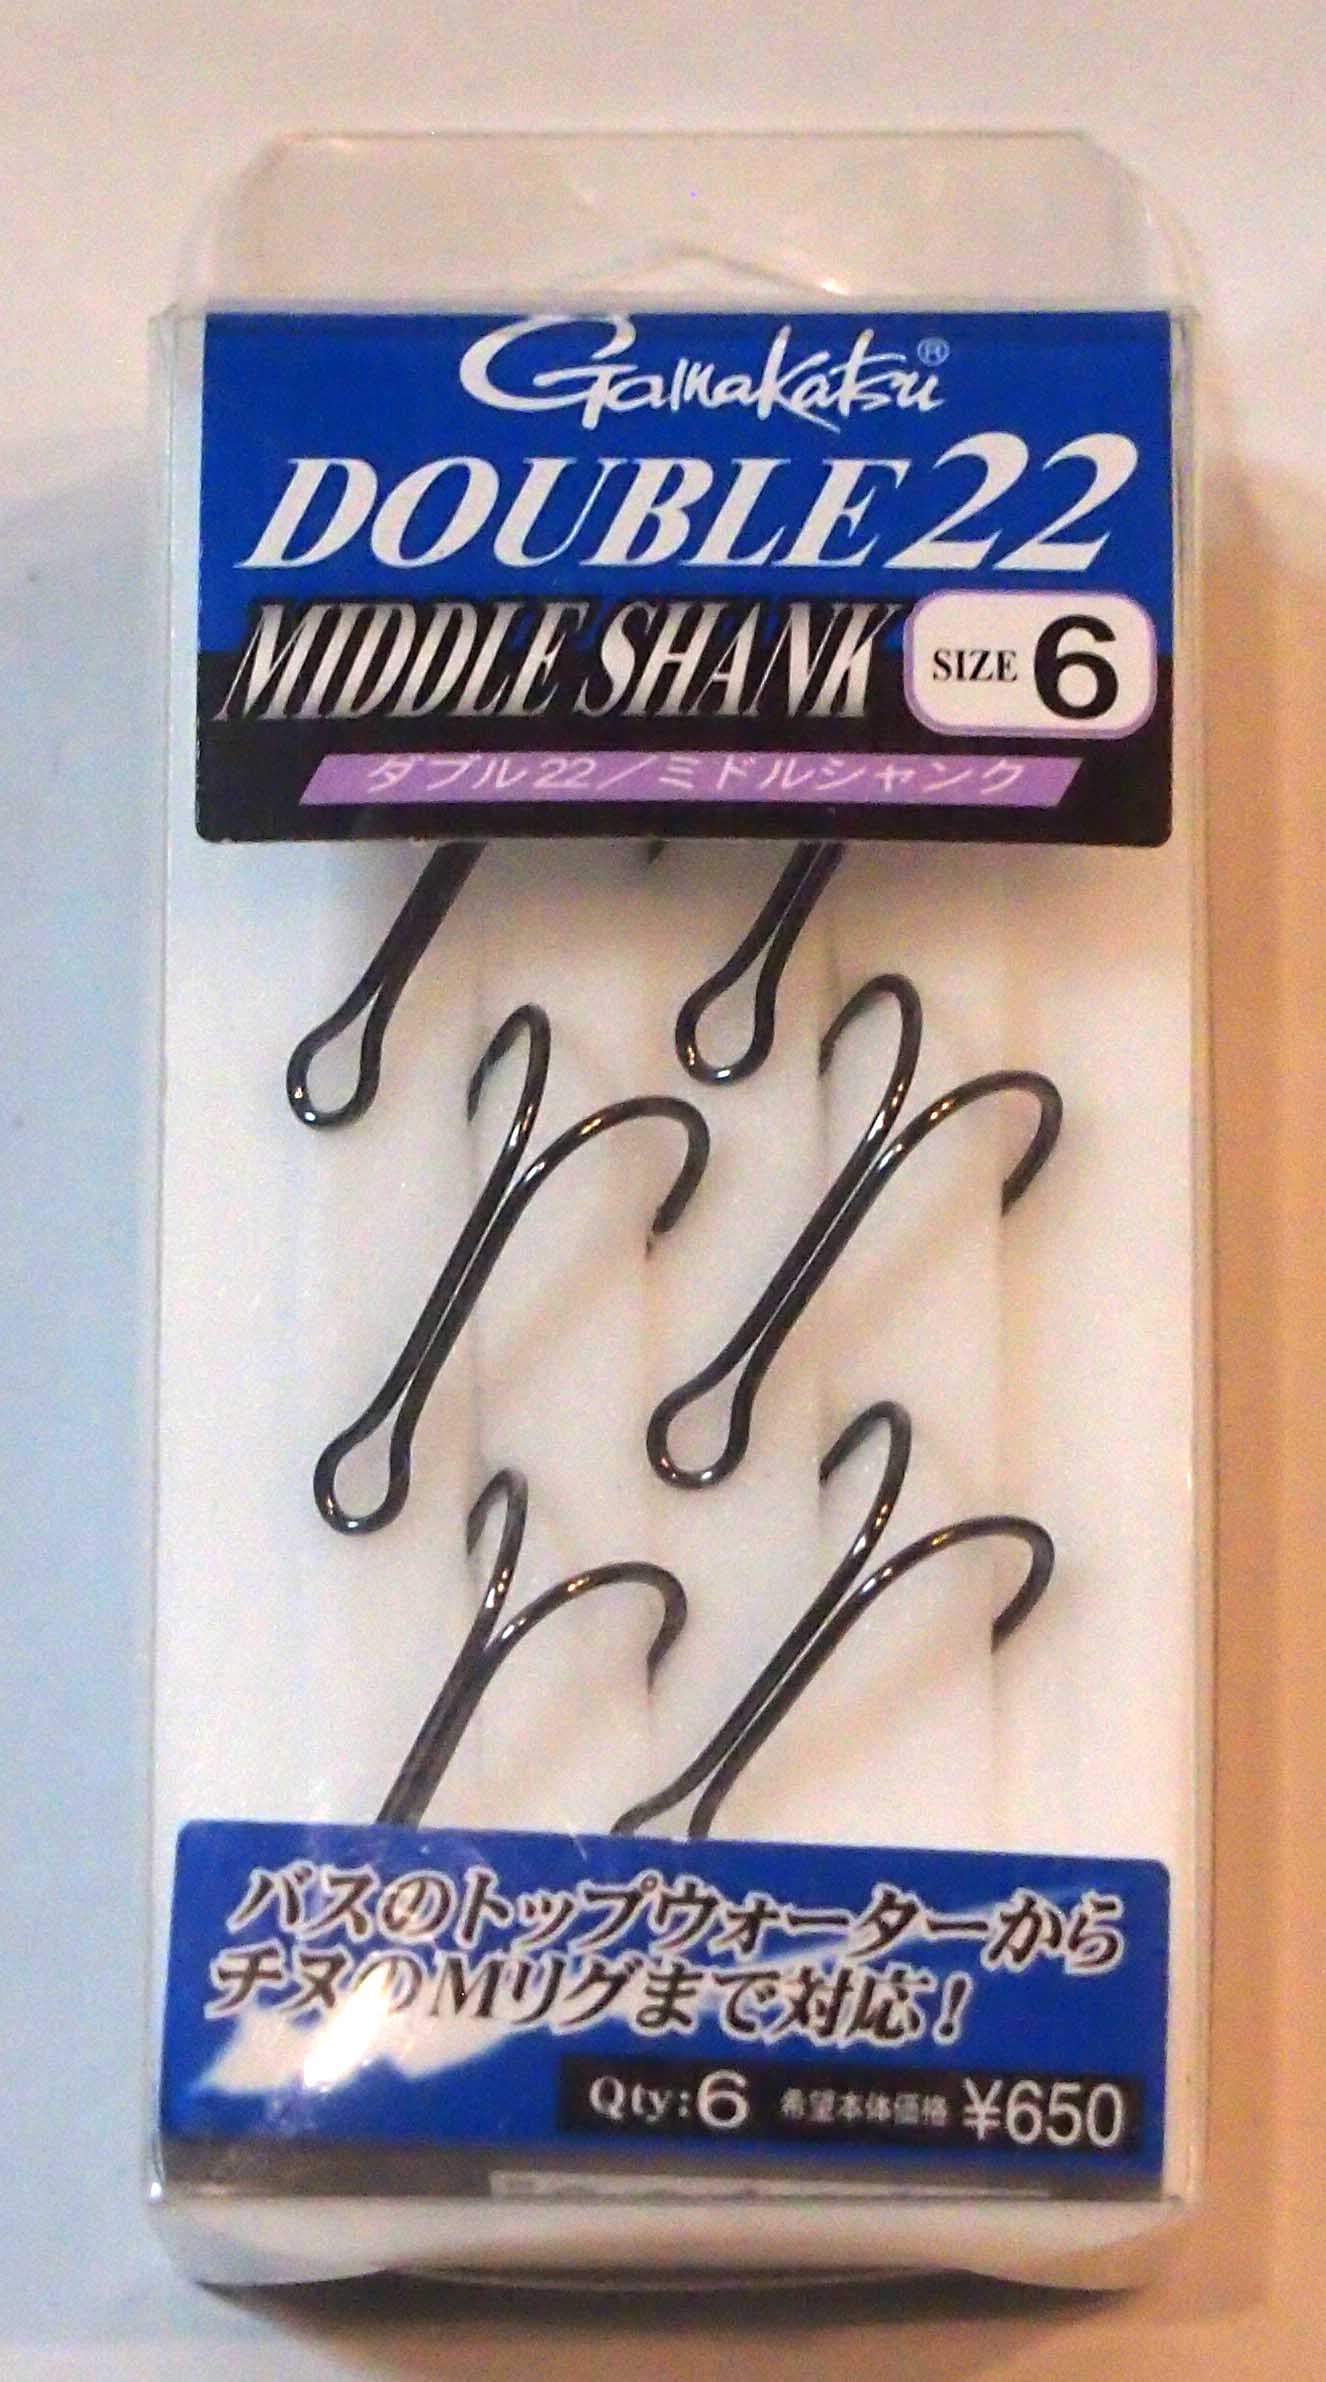 Gamakatsu®
DOUBLE22
MIDDLE SHANK
SIZE 6
ダブル22/ミドルシャンク
バスのトップウォーターから
チヌのMリグまで対応!
Qty:6 希望本体価格 ¥650